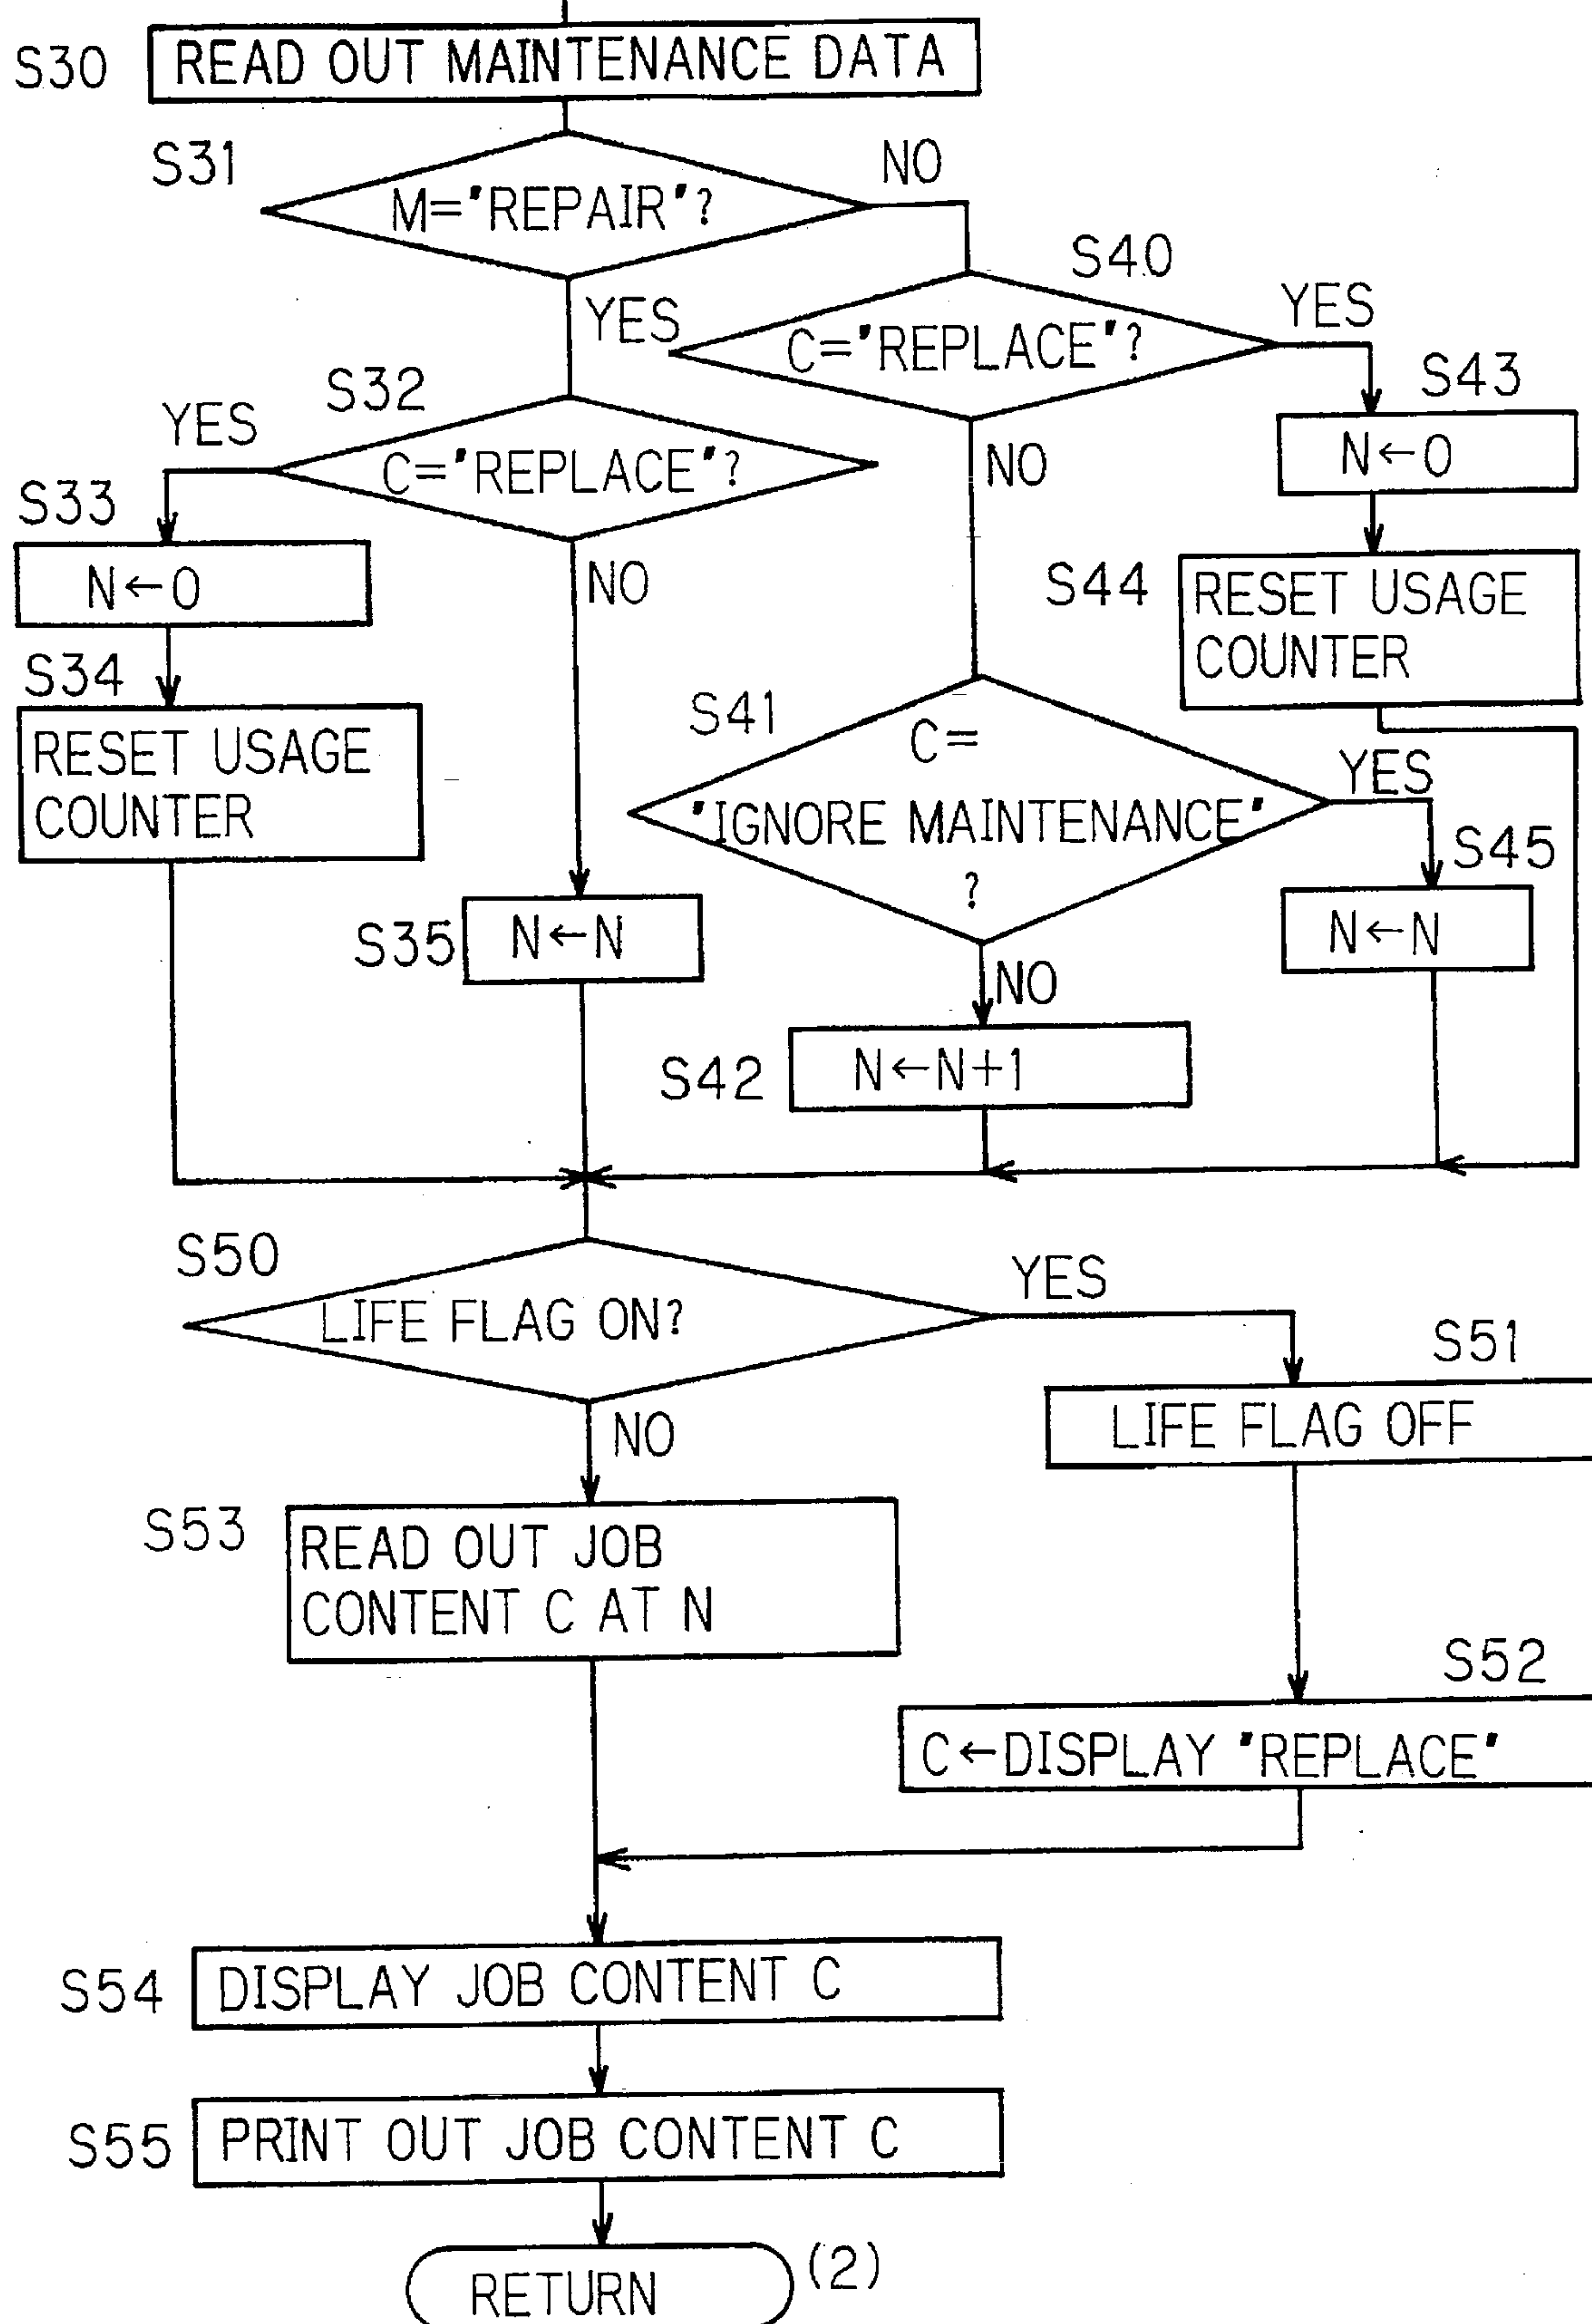 S30
READ OUT MAINTENANCE DATA
S31
M="REPAIR"?
NO
YES
S40
C="REPLACE"?
YES
S43
N←0
S32
C="REPLACE"?
YES
NO
S33
N←0
NO
S44
RESET USAGE
COUNTER
S34
RESET USAGE
COUNTER
S41
C=
"IGNORE MAINTENANCE"
?
YES
S45
N←N
S35
N←N
NO
S42
N←N+1
S50
LIFE FLAG ON?
YES
S51
LIFE FLAG OFF
NO
S53
READ OUT JOB
CONTENT C AT N
S52
C←DISPLAY "REPLACE"
S54
DISPLAY JOB CONTENT C
S55
PRINT OUT JOB CONTENT C
RETURN
(2)